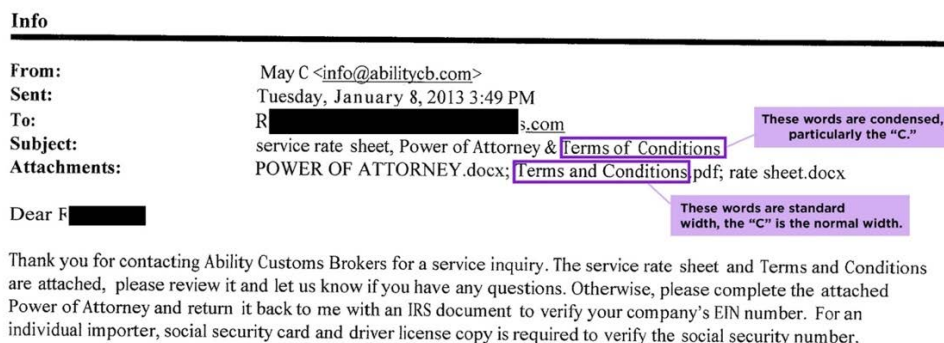 Info
From: May C <info@abilitycb.com>
Sent: Tuesday, January 8, 2013 3:49 PM
To: R s.com
Subject: service rate sheet, Power of Attorney & Terms of Conditions
Attachments: POWER OF ATTORNEY.docx; Terms and Conditions.pdf; rate sheet.docx
These words are condensed,
particularly the “C.”
These words are standard
width, the “C” is the normal width.
Dear F
Thank you for contacting Ability Customs Brokers for a service inquiry. The service rate sheet and Terms and Conditions
are attached, please review it and let us know if you have any questions. Otherwise, please complete the attached
Power of Attorney and return it back to me with an IRS document to verify your company’s EIN number. For an
individual importer, social security card and driver license copy is required to verify the social security number.